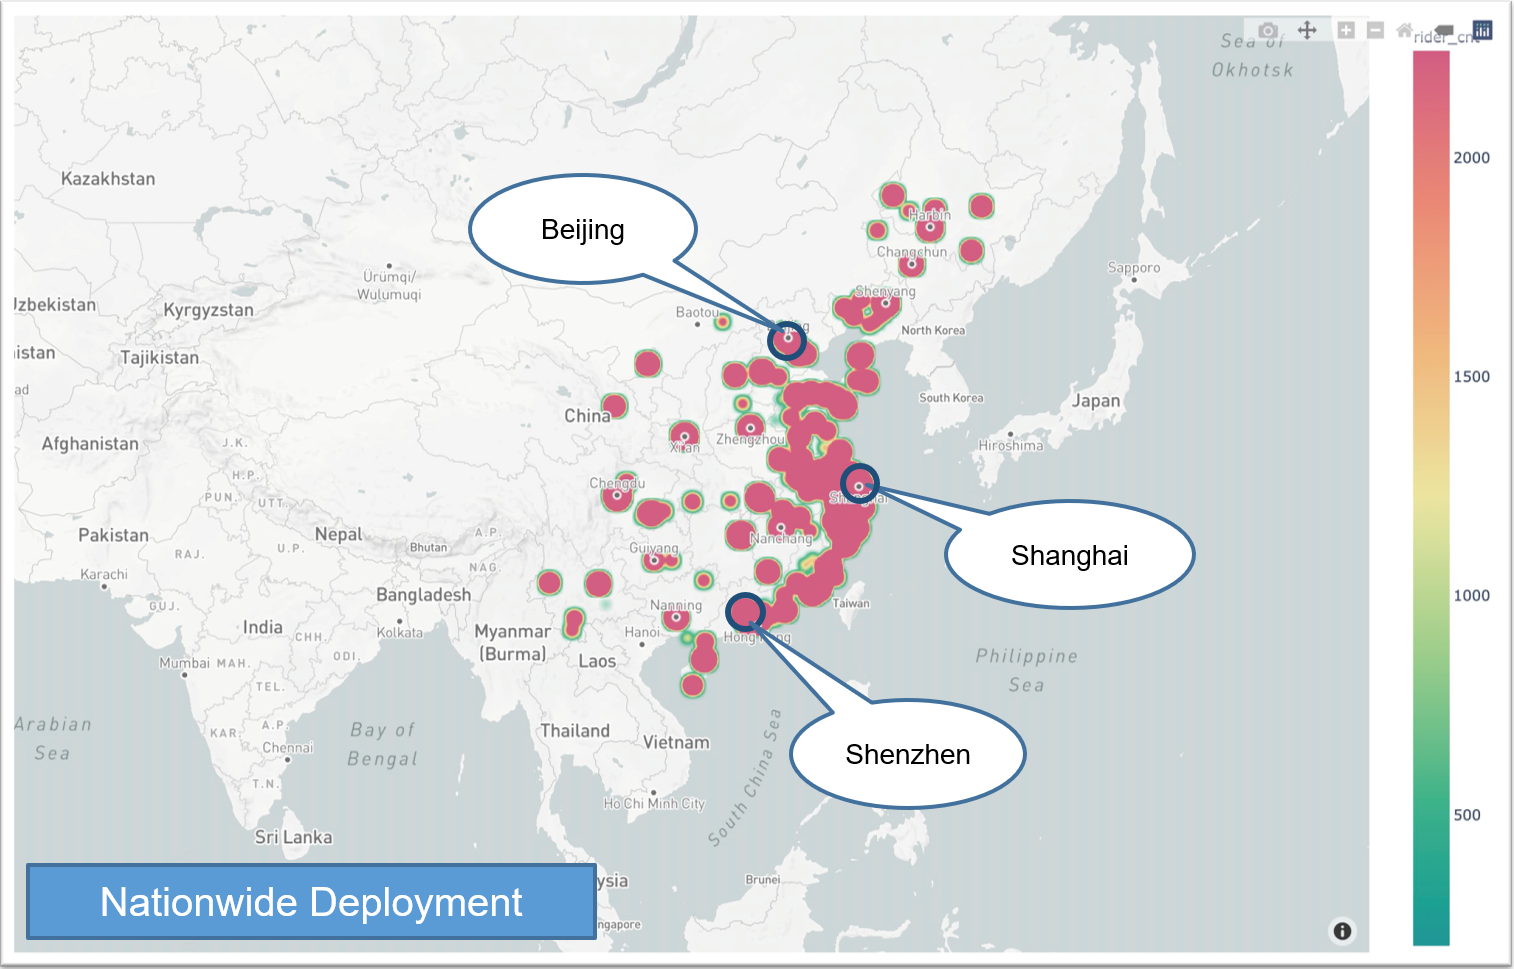 Sea of
Okhotsk
rider_cnt
2000
1500
1000
500
Kazakhstan
Beijing
Harbin
Changchun
Sapporo
Ürümqi/
Wulumuqi
Shenyang
Uzbekistan
Kyrgyzstan
Baotou
North Korea
Tajikistan
China
South Korea
Japan
Afghanistan
J.K.
Xi'an
Zhengzhou
Hiroshima
H.P.
PUN.
UTT.
Chengdu
Shanghai
Shanghai
Pakistan
Nepal
A.P.
RAJ.
U.P.
Bhutan
Guiyang
Nanchang
NAG.
Karachi
GUJ.
Bangladesh
Nanning
Taiwan
India
CHH.
Kolkata
Myanmar
(Burma)
Hanoi
Laos
Hong Kong
Mumbai
MAH.
ODI.
Philippine
Sea
TEL.
Arabian
Sea
KAR.
A.P.
Chennai
Bay of
Bengal
Thailand
Vietnam
South China Sea
Shenzhen
T.N.
Ho Chi Minh City
Sri Lanka
Brunei
Nationwide Deployment
ysia
ngapore